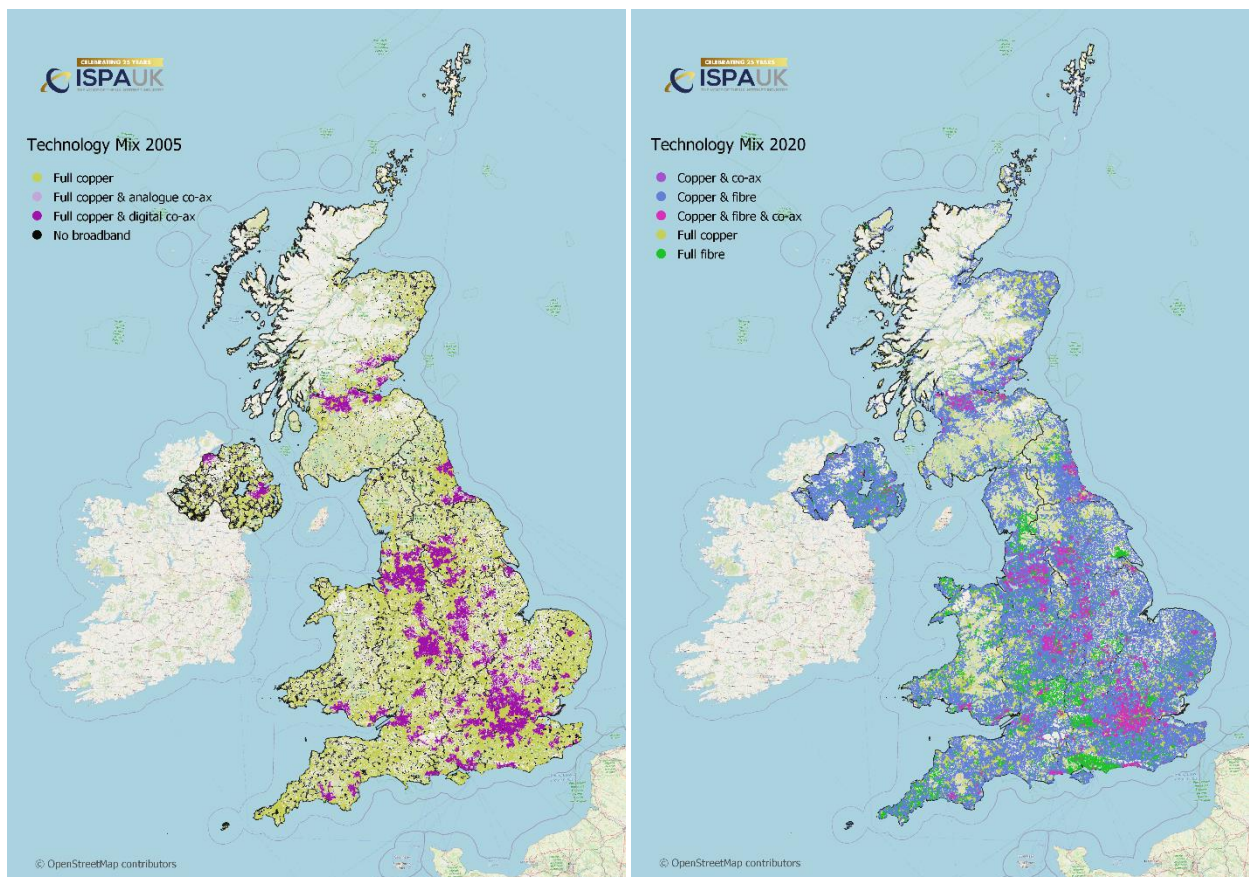 CELEBRATING 25 YEARS
ISPAUK
Technology Mix 2005
Full copper
Full copper & analogue co-ax
Full copper & digital co-ax
No broadband
© OpenStreetMap contributors
CELEBRATING 25 YEARS
ISPAUK
Technology Mix 2020
Copper & co-ax
Copper & fibre
Copper & fibre & co-ax
Full copper
Full fibre
© OpenStreetMap contributors